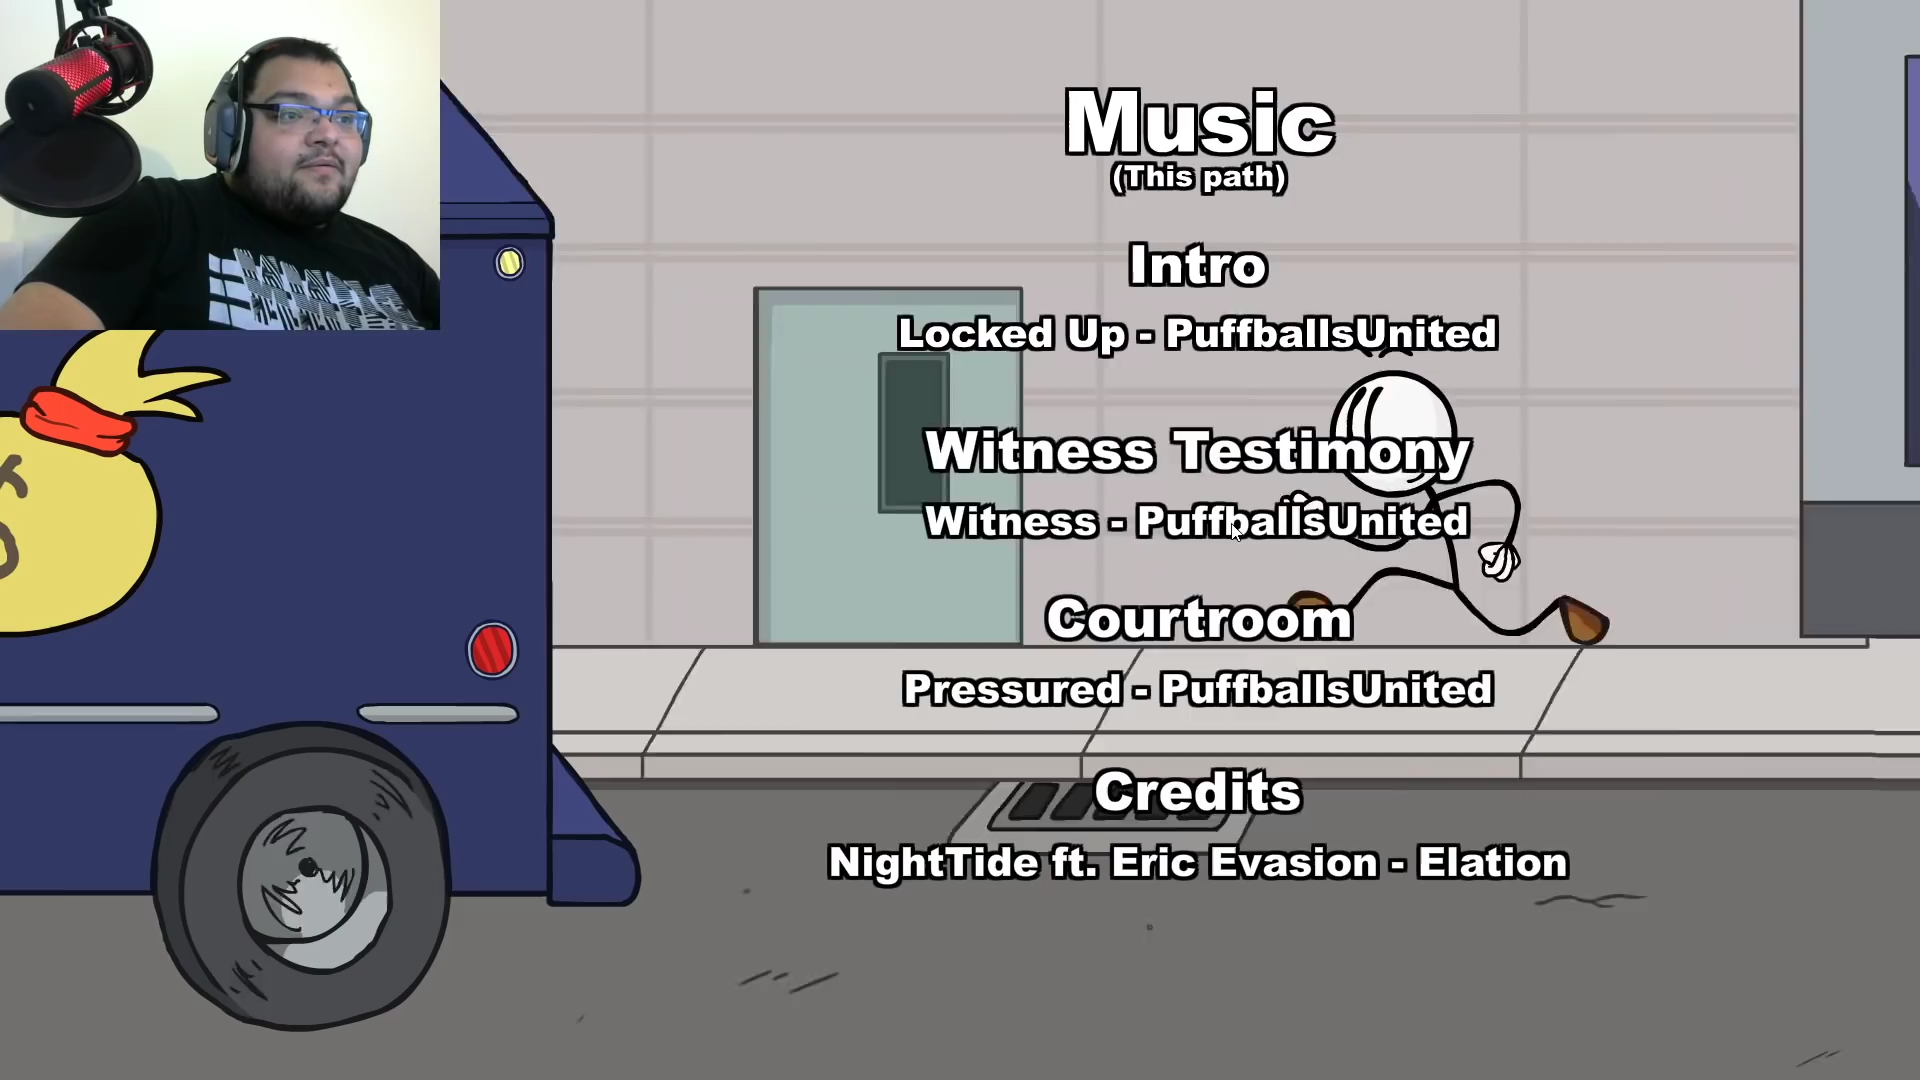 Music
(This path)
Intro
Locked Up - PuffballsUnited
Witness Testimony
Witness - PuffballsUnited
Courtroom
Pressured - PuffballsUnited
Credits
NightTide ft. Eric Evasion - Elation